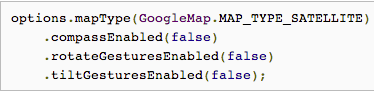 options.mapType(GoogleMap.MAP_TYPE_SATELLITE)
    .compassEnabled(false)
    .rotateGesturesEnabled(false)
    .tiltGesturesEnabled(false);